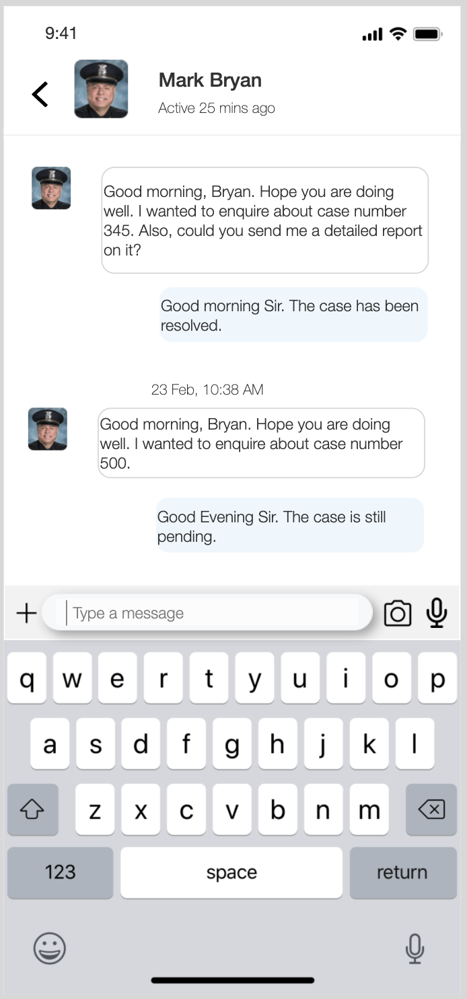 9:41
Mark Bryan
Active 25 mins ago
Good morning, Bryan. Hope you are doing
well. I wanted to enquire about case number
345. Also, could you send me a detailed report
on it?
Good morning Sir. The case has been
resolved.
23 Feb, 10:38 AM
Good morning, Bryan. Hope you are doing
well. I wanted to enquire about case number
500.
Good Evening Sir. The case is still
pending.
Type a message
q w e r t y u i o p
a s d f g h j k l
z x c v b n m
123 space return